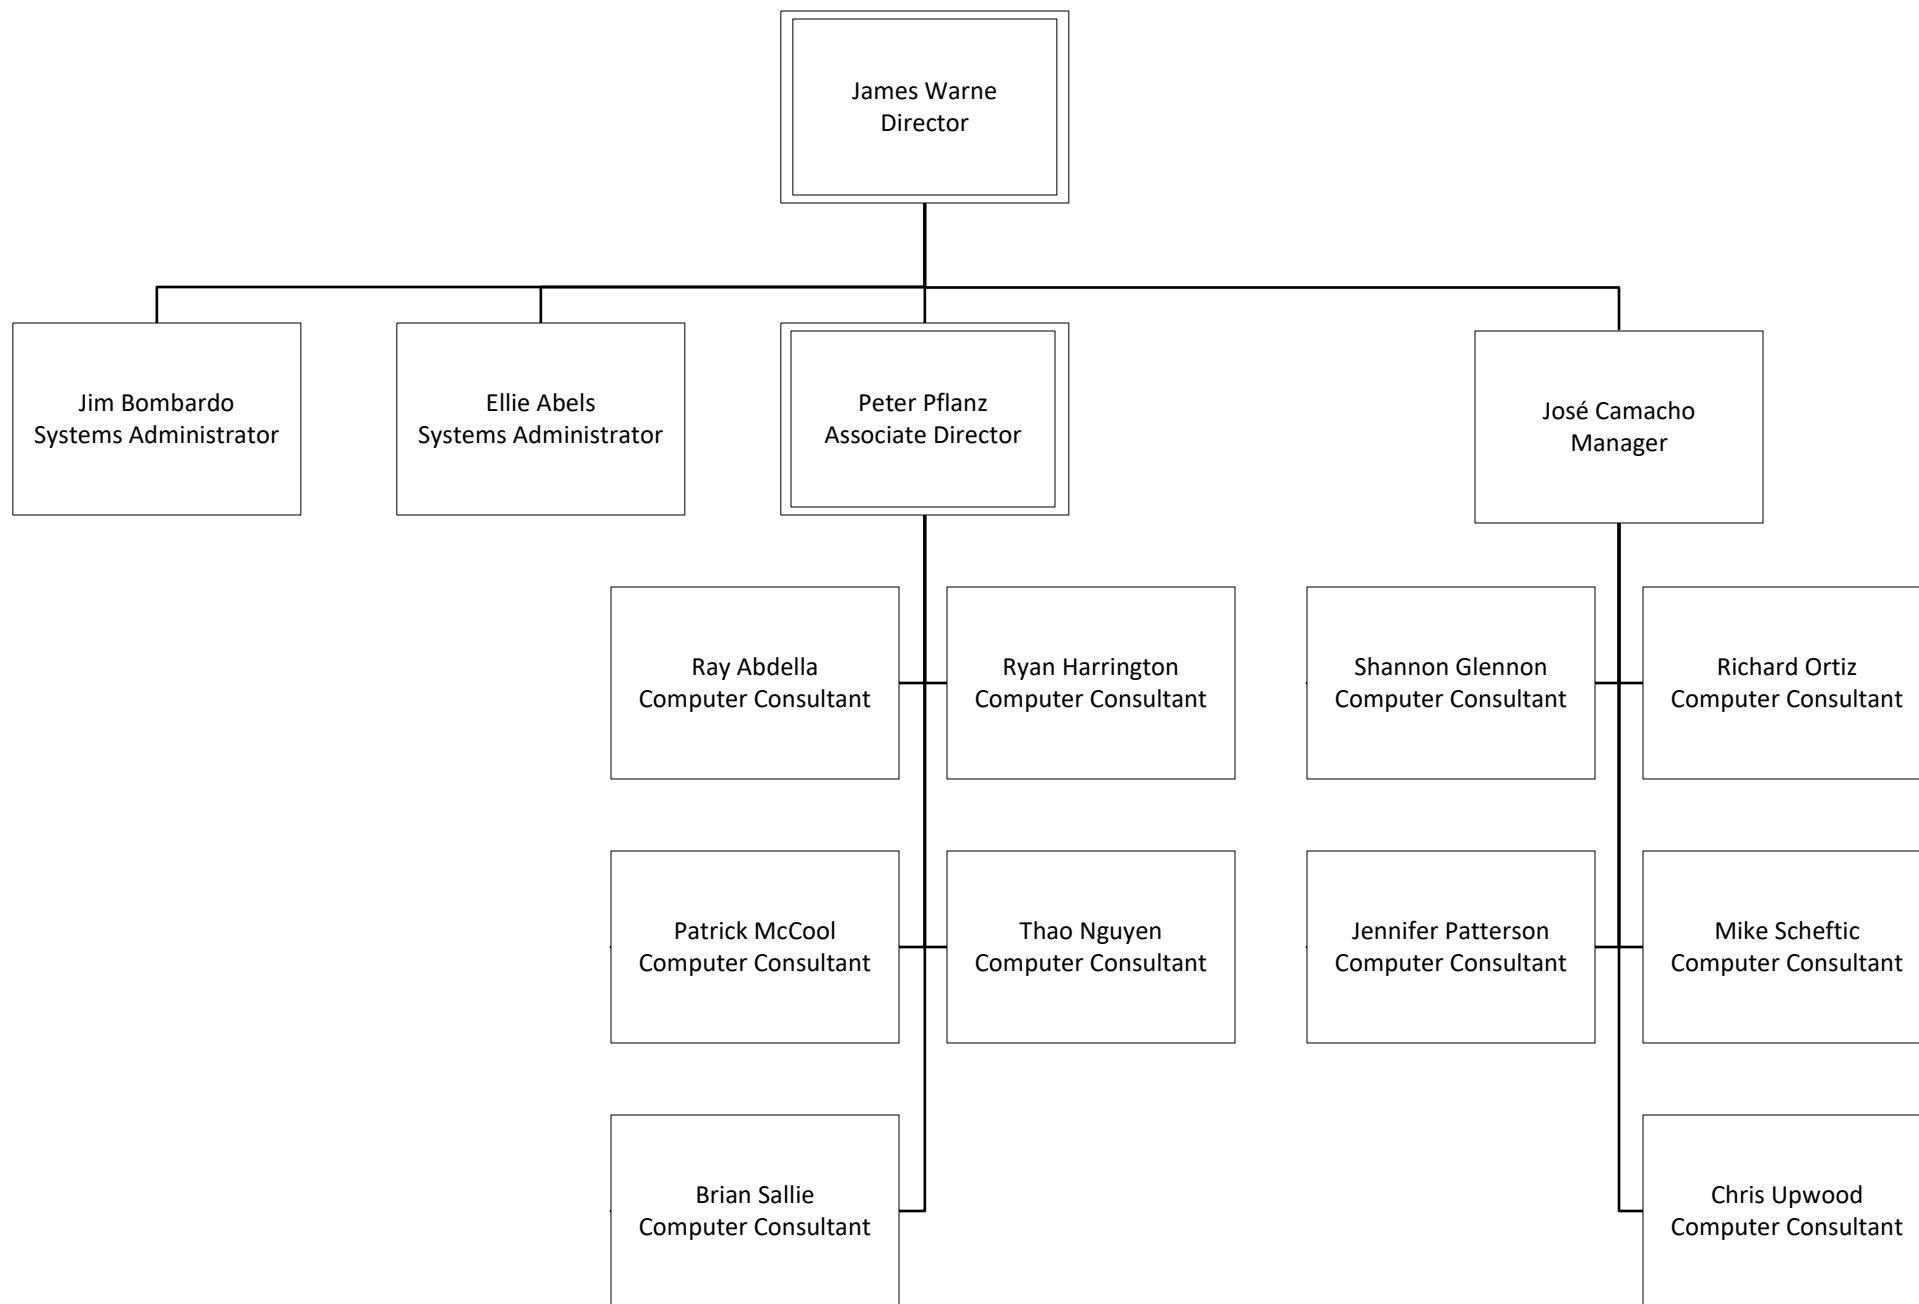 James Warne
Director
Jim Bombardo
Systems Administrator
Ellie Abels
Systems Administrator
Peter Pflanz
Associate Director
José Camacho
Manager
Ray Abdella
Computer Consultant
Ryan Harrington
Computer Consultant
Shannon Glennon
Computer Consultant
Richard Ortiz
Computer Consultant
Patrick McCool
Computer Consultant
Thao Nguyen
Computer Consultant
Jennifer Patterson
Computer Consultant
Mike Scheftic
Computer Consultant
Brian Sallie
Computer Consultant
Chris Upwood
Computer Consultant